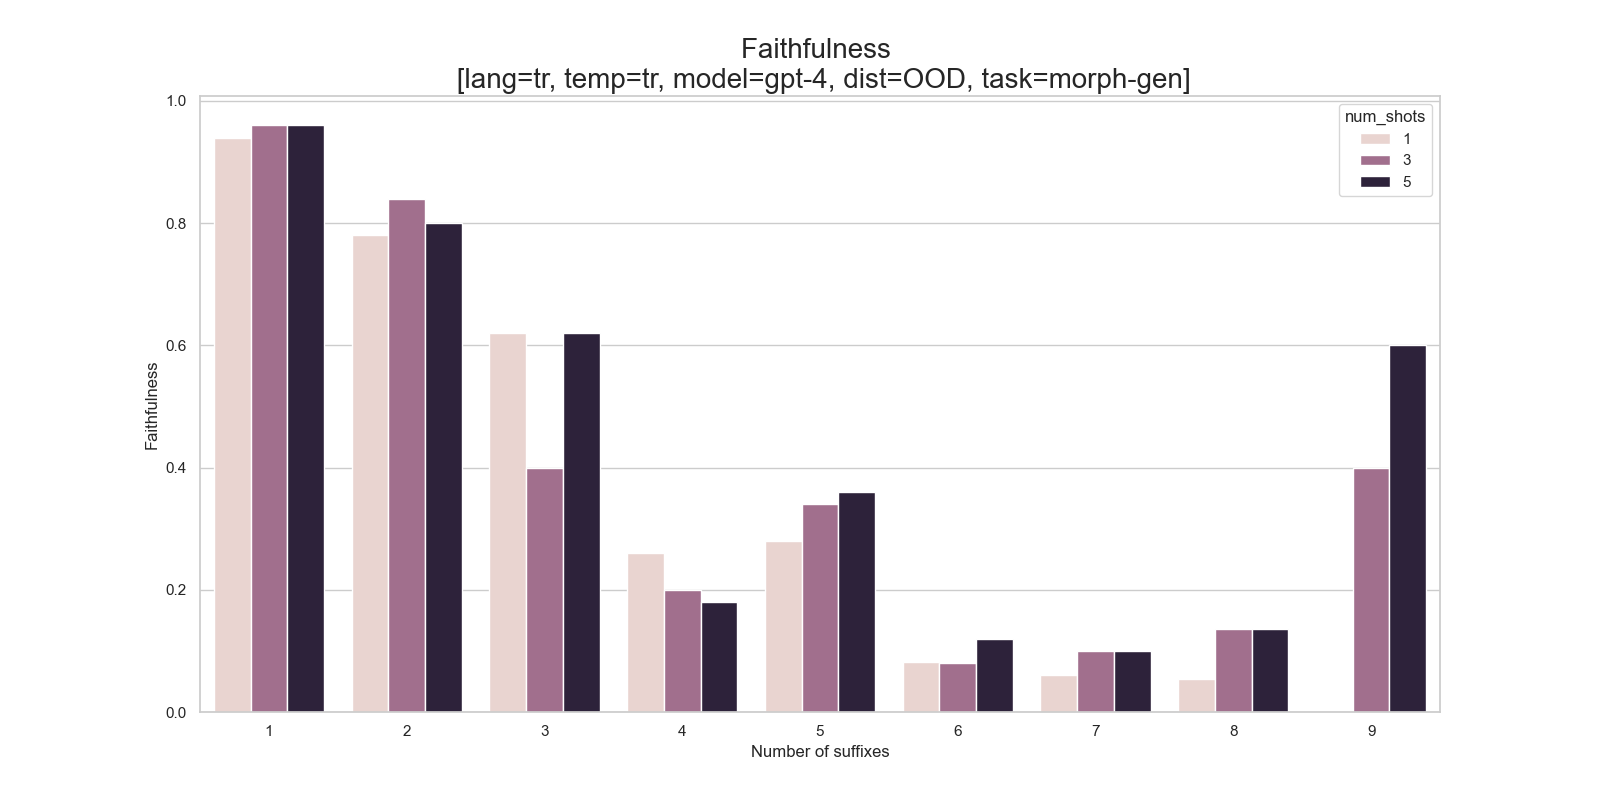 Faithfulness
[lang=tr, temp=tr, model=gpt-4, dist=OOD, task=morph-gen]
num_shots
1
3
5
Faithfulness
1.0
0.8
0.6
0.4
0.2
0.0
1 2 3 4 5 6 7 8 9
Number of suffixes